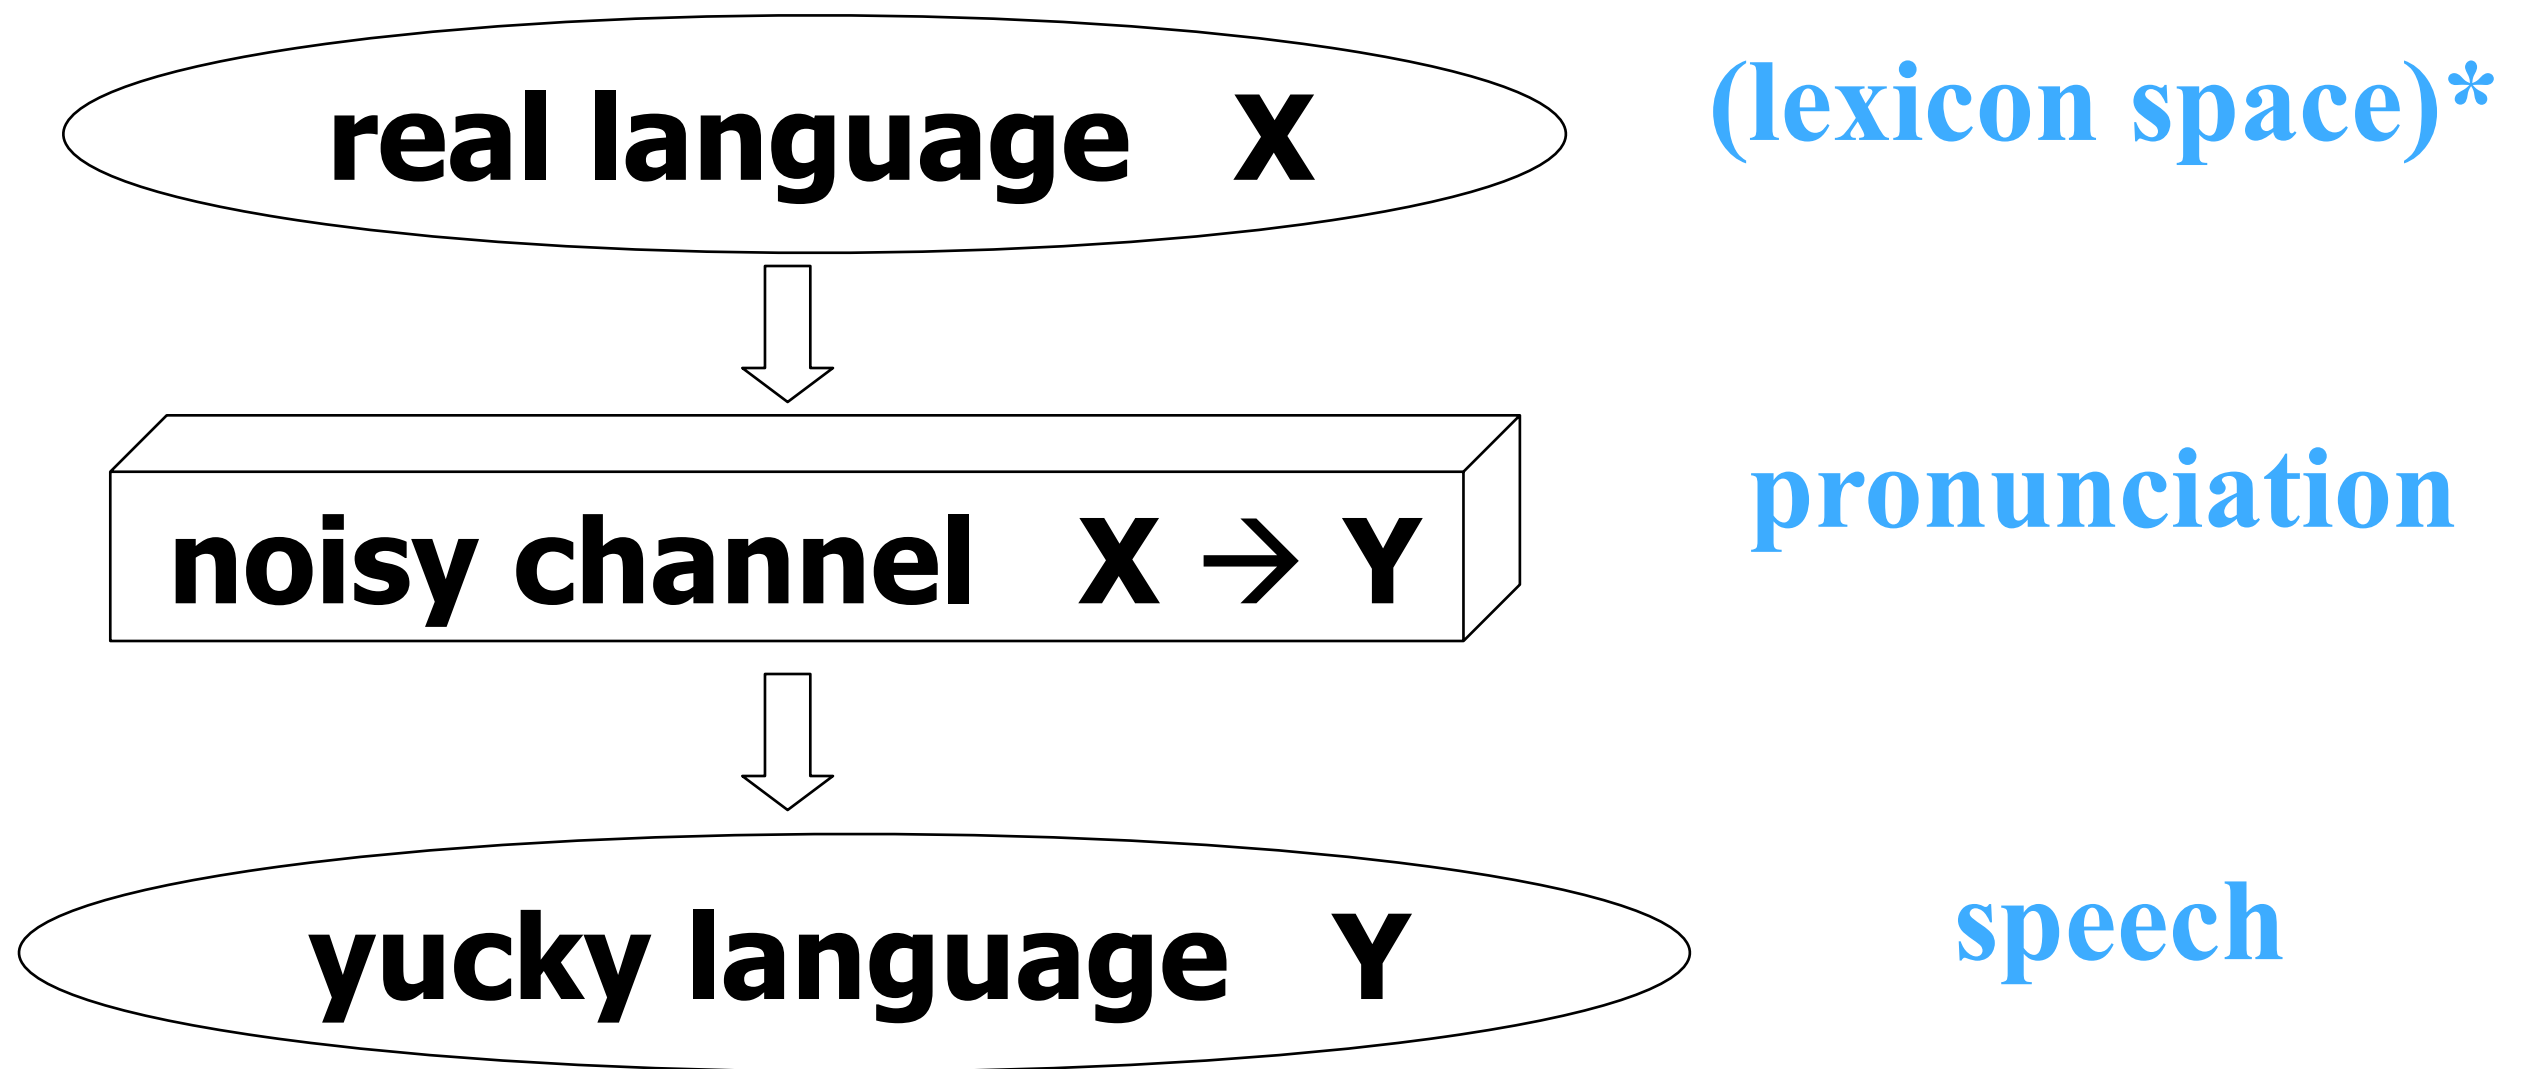 real language X (lexicon space)*
noisy channel X → Y pronunciation
yucky language Y speech